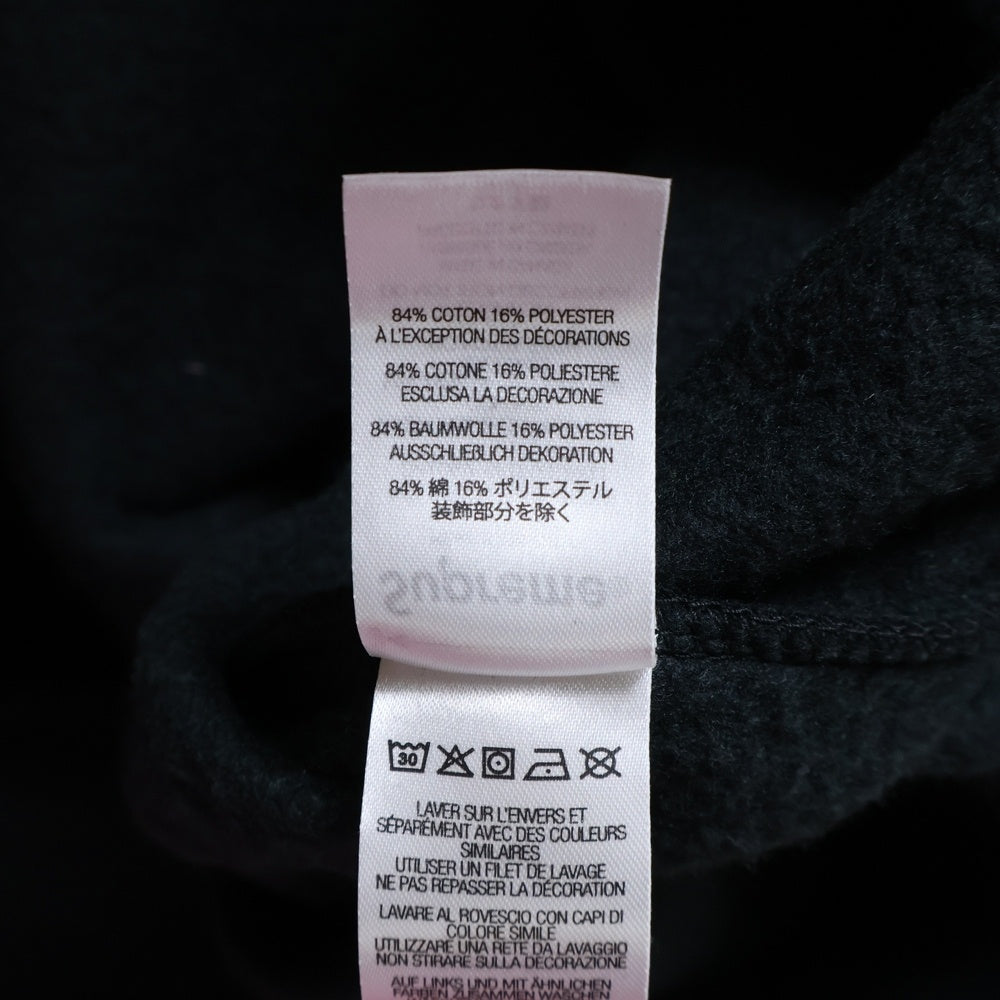 84% COTON 16% POLYESTER
À L'EXCEPTION DES DÉCORATIONS
84% COTONE 16% POLIESTERE
ESCLUSA LA DECORAZIONE
84% BAUMWOLLE 16% POLYESTER
AUSSCHLIEßLICH DEKORATION
84% 綿 16% ポリエステル
装飾部分を除く
Supreme
30
LAVER SUR L'ENVERS ET
SÉPARÉMENT AVEC DES COULEURS
SIMILAIRES
UTILISER UN FILET DE LAVAGE
NE PAS REPASSER LA DÉCORATION
LAVARE AL ROVESCIO CON CAPI DI
COLORE SIMILE
UTILIZZARE UNA RETE DA LAVAGGIO
NON STIRARE SULLA DECORAZIONE
AUF LINKS UND MIT ÄHNLICHEN
FARBEN ZUSAMMEN WASCHEN